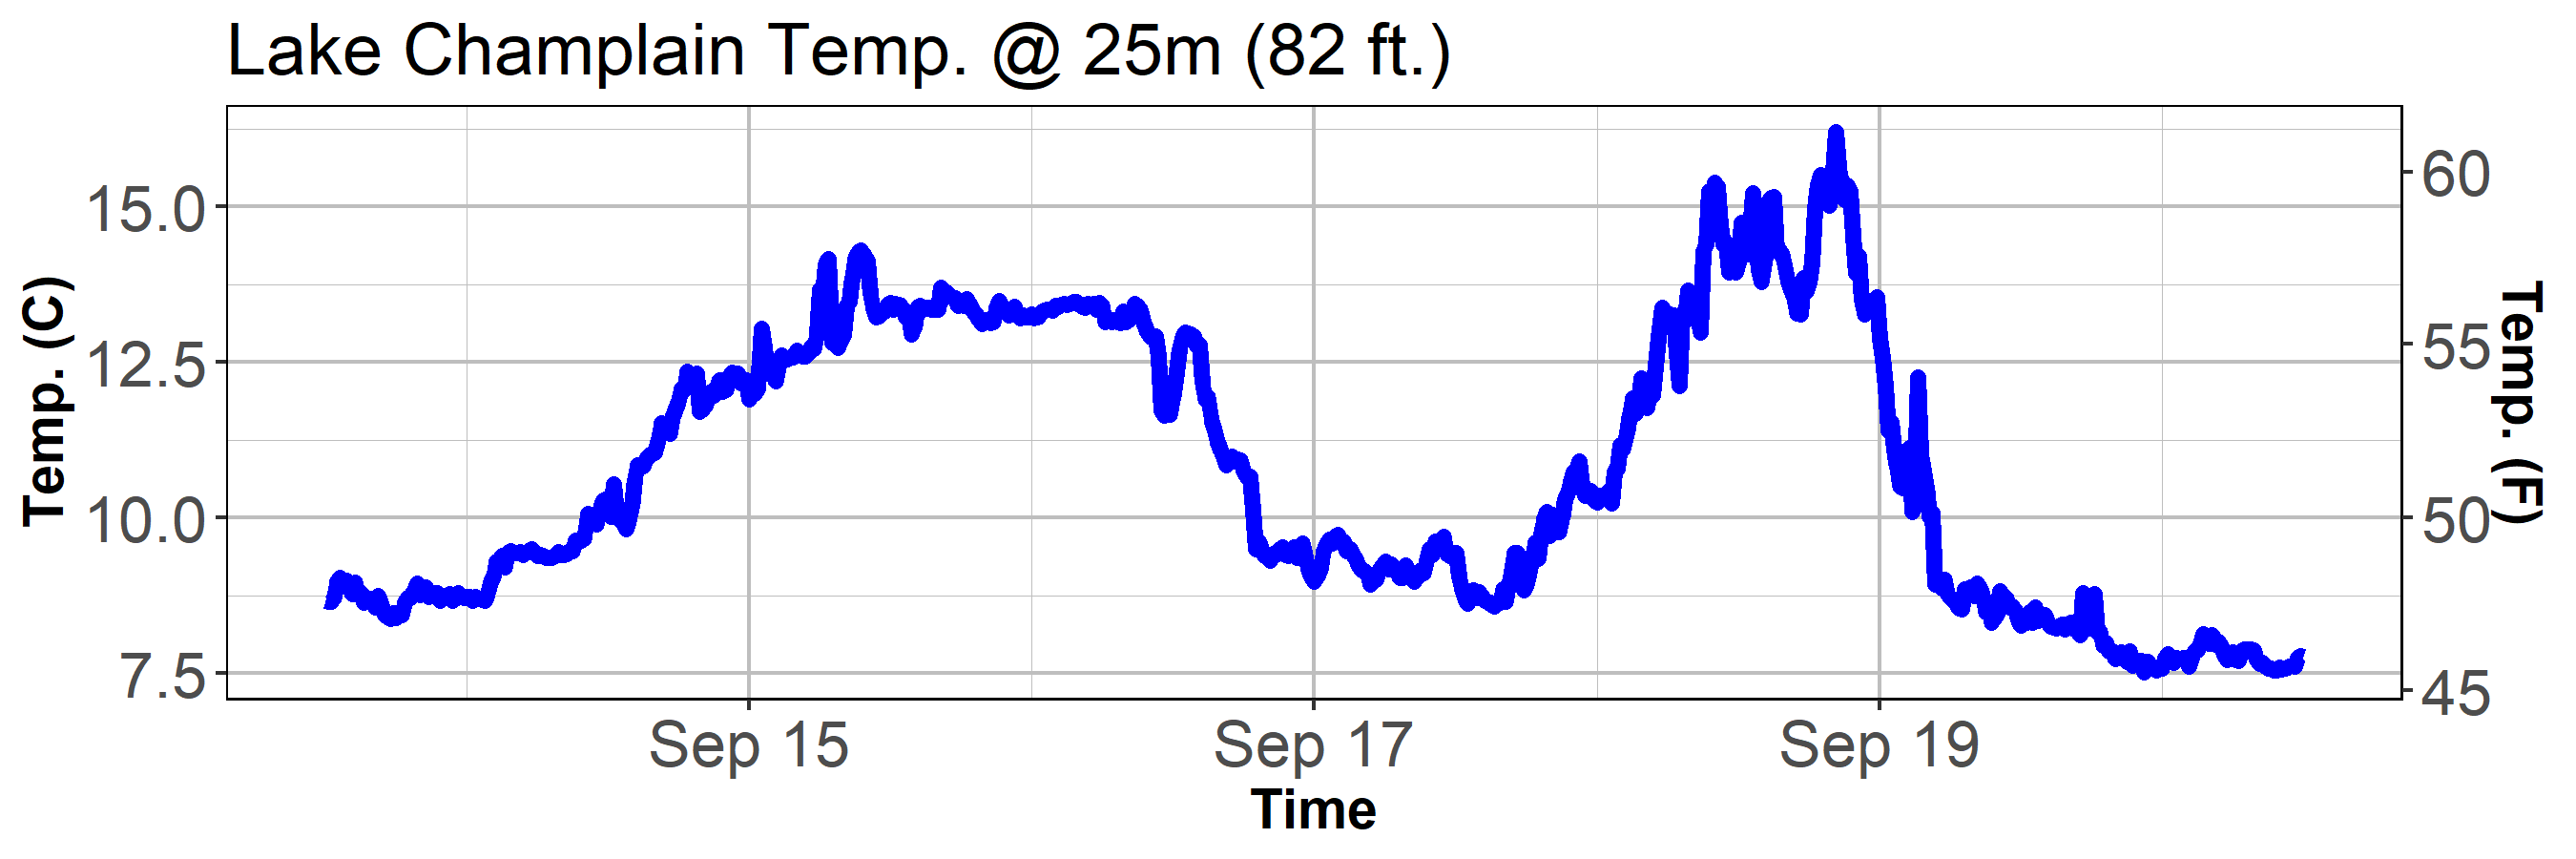 Lake Champlain Temp. @ 25m (82 ft.)
Temp. (C)
15.0
12.5
10.0
7.5
60
55
50
45
Temp. (F)
Sep 15
Sep 17
Sep 19
Time